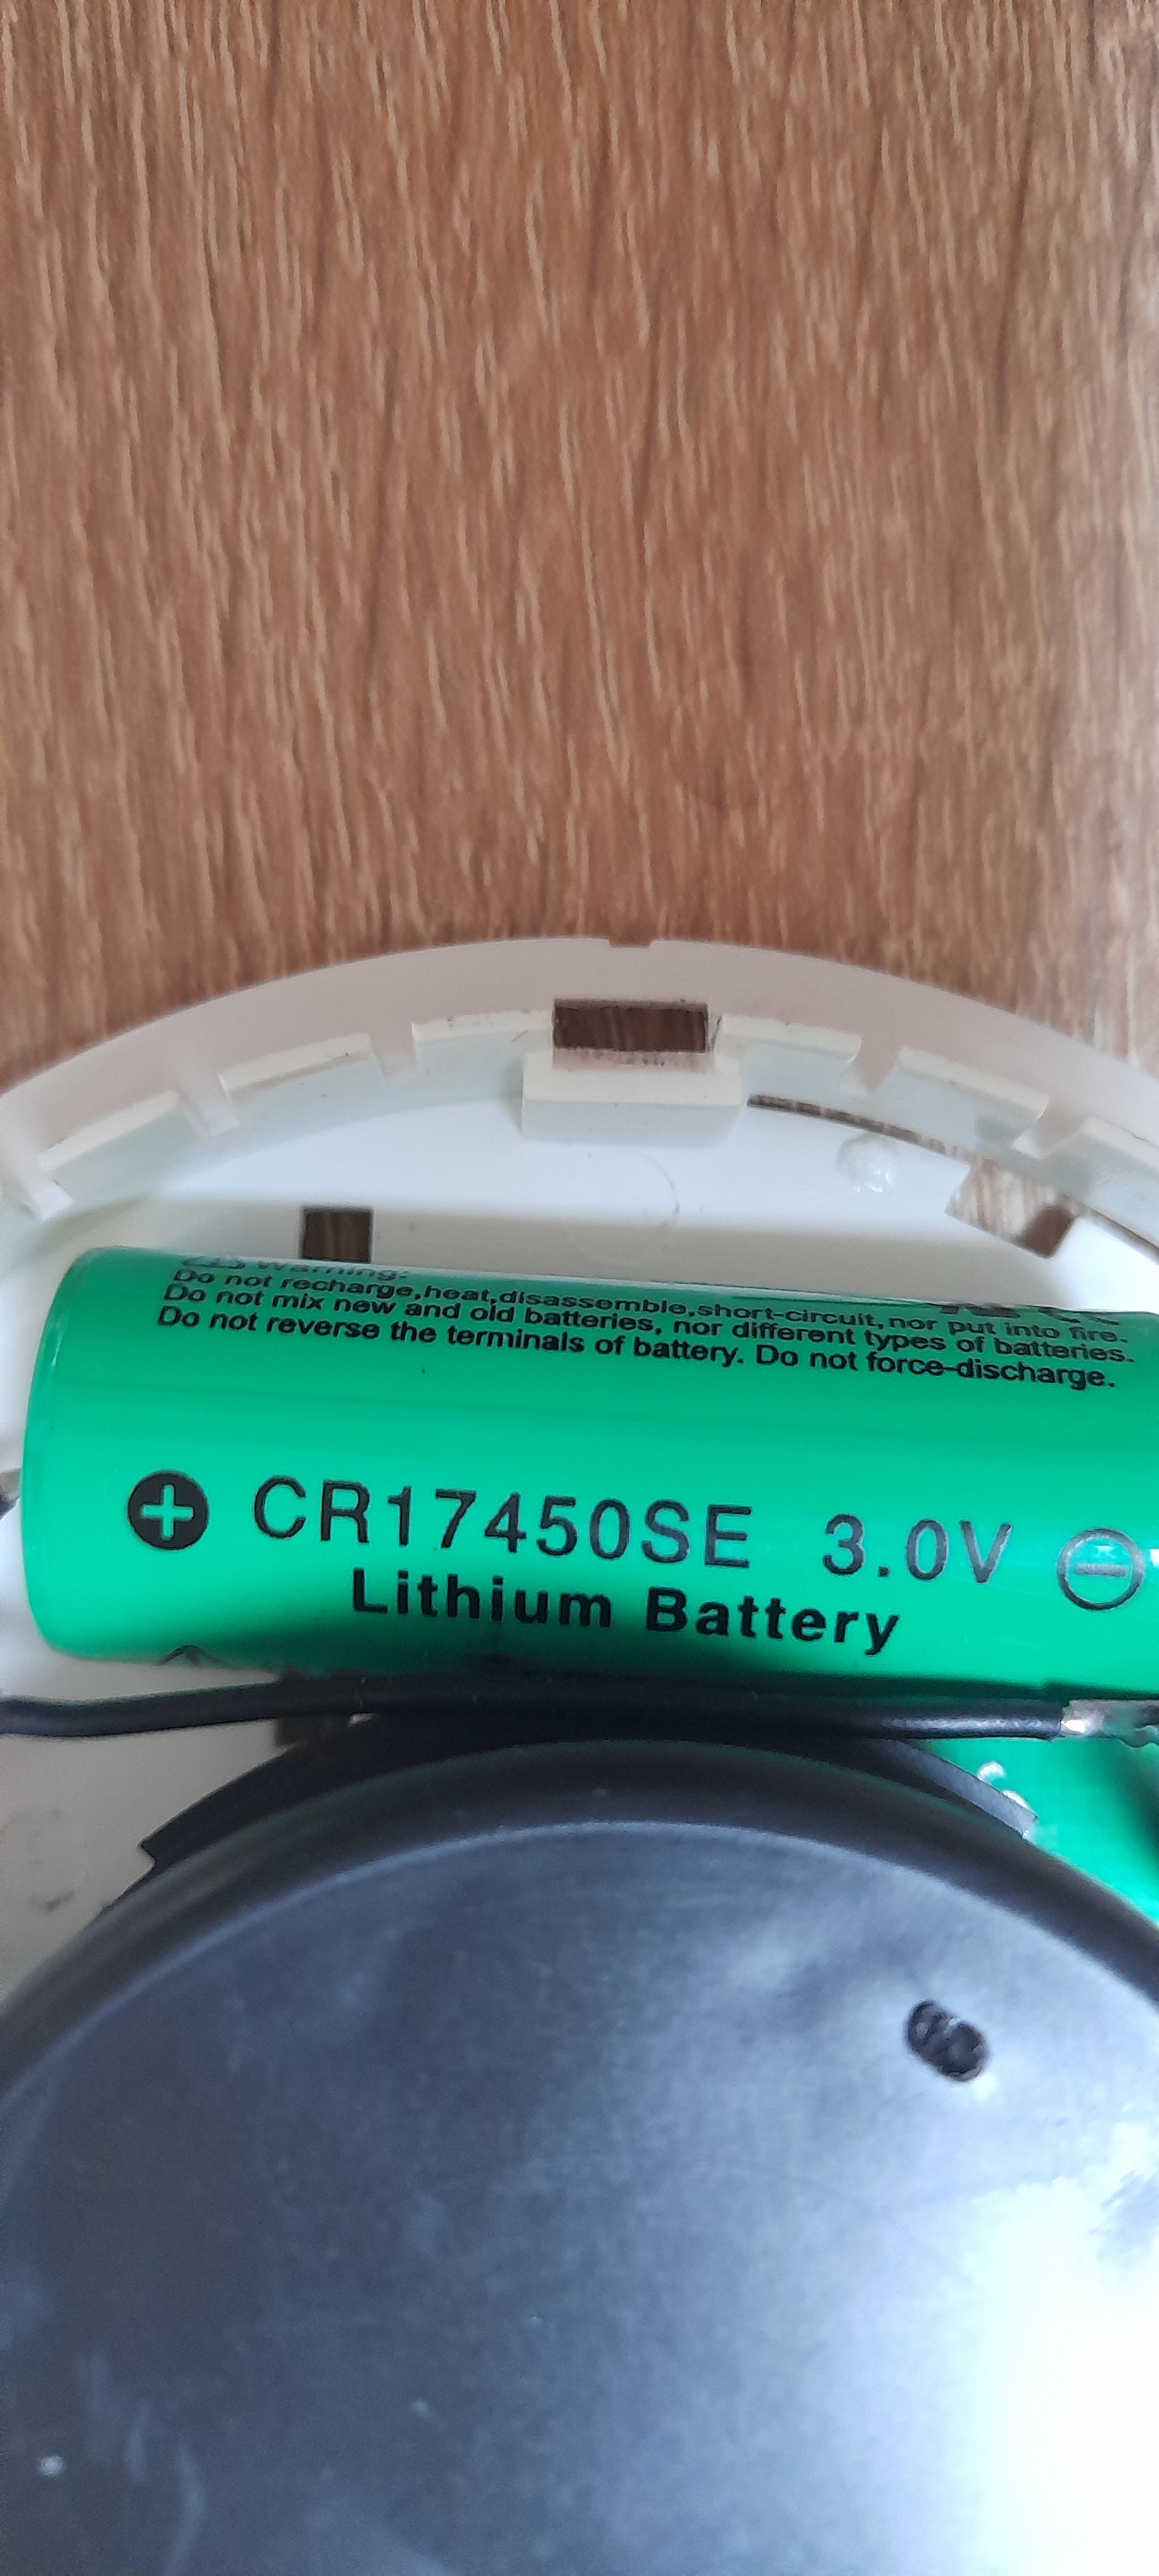 Warning:
Do not recharge,heat,disassemble,short-circuit,nor put into fire.
Do not mix new and old batteries, nor different types of batteries.
Do not reverse the terminals of battery. Do not force-discharge.
+ CR17450SE 3.0V −
Lithium Battery